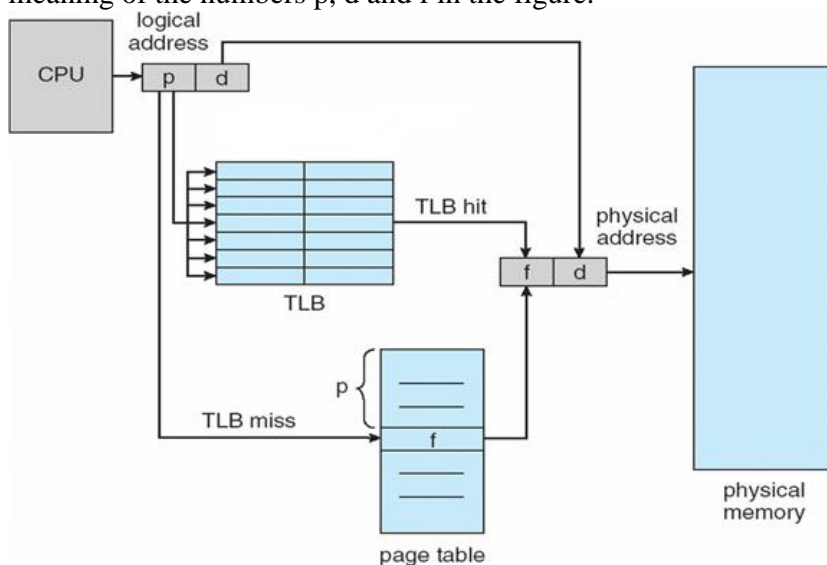 meaning of the numbers p, d and f in the figure.
logical
address
CPU
p d
TLB hit
physical
address
f d
TLB
p
TLB miss
f
page table
physical
memory